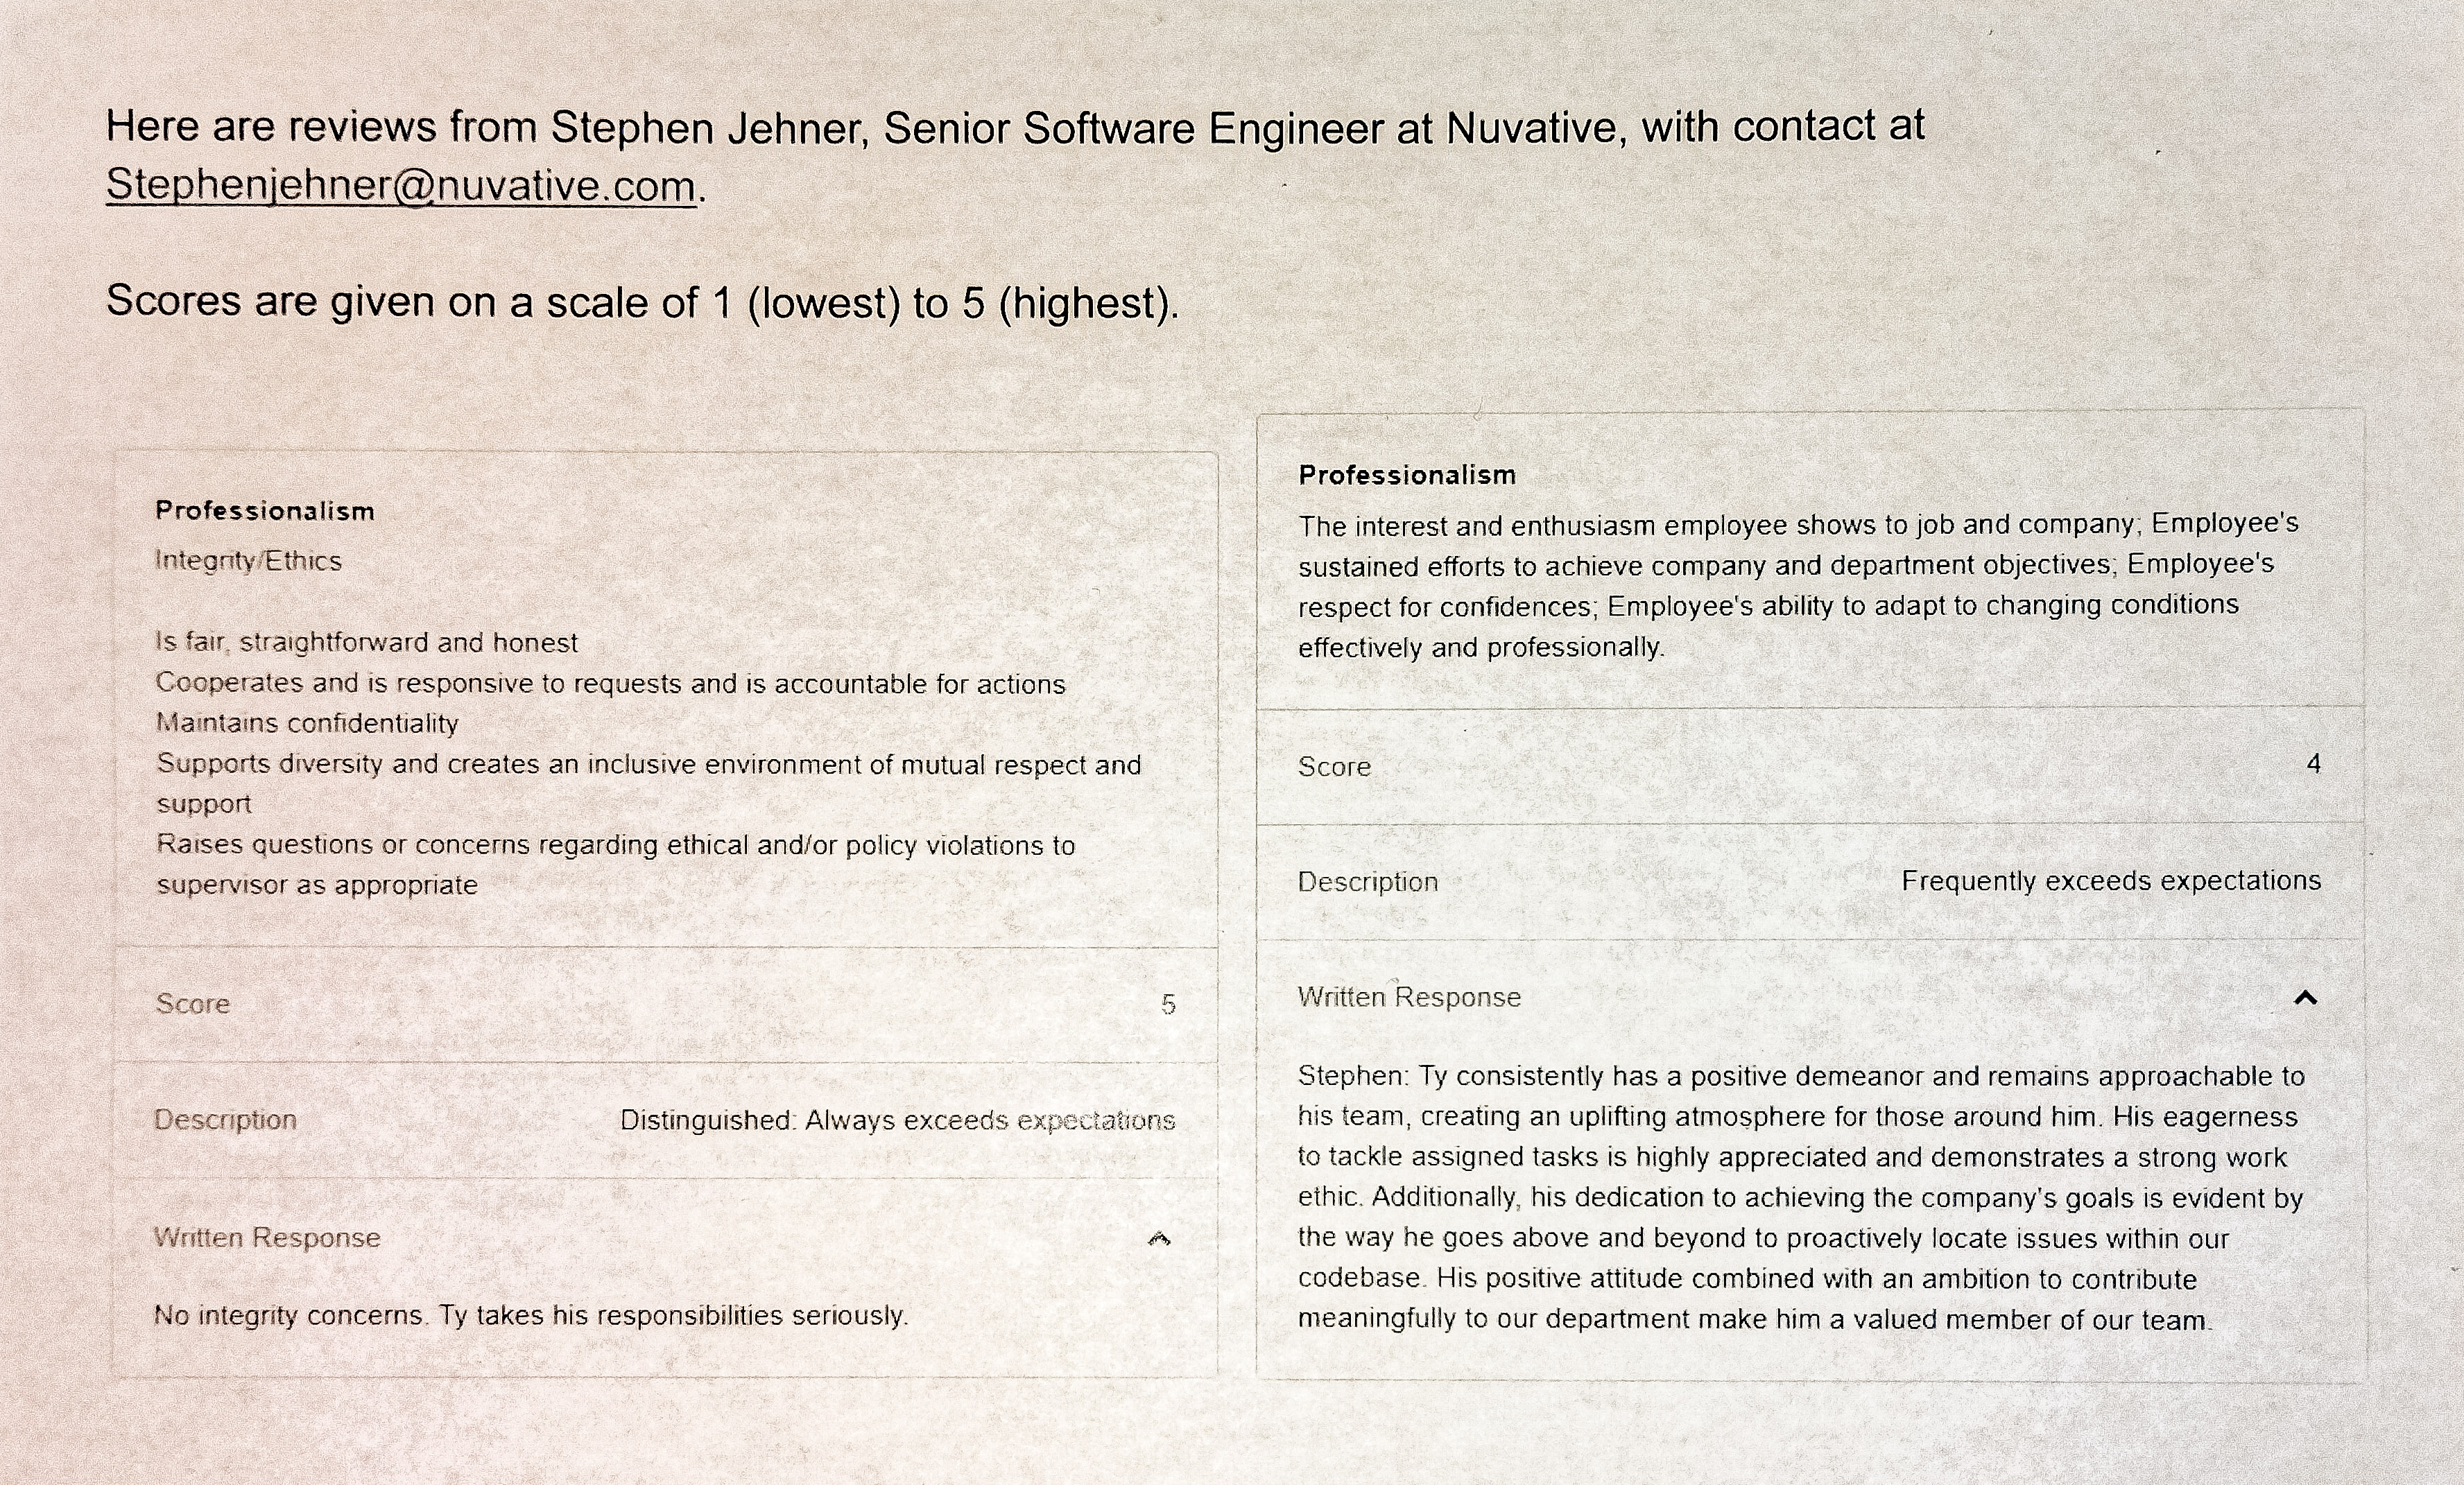 Here are reviews from Stephen Jehner, Senior Software Engineer at Nuvative, with contact at
Stephenjehner@nuvative.com.
Scores are given on a scale of 1 (lowest) to 5 (highest).
Professionalism
Integrity/Ethics
Is fair, straightforward and honest
Cooperates and is responsive to requests and is accountable for actions
Maintains confidentiality
Supports diversity and creates an inclusive environment of mutual respect and
support
Raises questions or concerns regarding ethical and/or policy violations to
supervisor as appropriate
Score 5
Description Distinguished: Always exceeds expectations
Written Response
No integrity concerns. Ty takes his responsibilities seriously.
Professionalism
The interest and enthusiasm employee shows to job and company; Employee's
sustained efforts to achieve company and department objectives; Employee's
respect for confidences; Employee's ability to adapt to changing conditions
effectively and professionally.
Score 4
Description Frequently exceeds expectations
Written Response
Stephen: Ty consistently has a positive demeanor and remains approachable to
his team, creating an uplifting atmosphere for those around him. His eagerness
to tackle assigned tasks is highly appreciated and demonstrates a strong work
ethic. Additionally, his dedication to achieving the company's goals is evident by
the way he goes above and beyond to proactively locate issues within our
codebase. His positive attitude combined with an ambition to contribute
meaningfully to our department make him a valued member of our team.